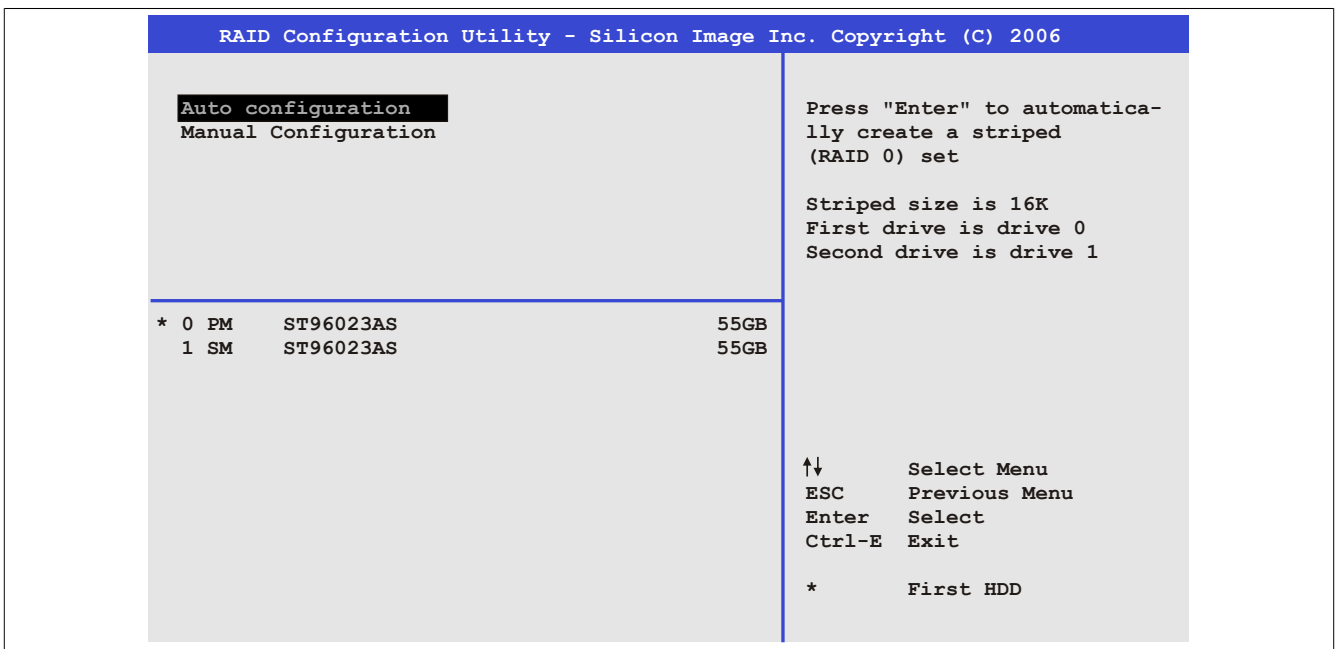 RAID Configuration Utility - Silicon Image Inc. Copyright (C) 2006
Auto configuration
Manual Configuration
Press "Enter" to automatica-
lly create a striped
(RAID 0) set
Striped size is 16K
First drive is drive 0
Second drive is drive 1
* 0 PM ST96023AS 55GB
1 SM ST96023AS 55GB
↑↓ Select Menu
ESC Previous Menu
Enter Select
Ctrl-E Exit
* First HDD